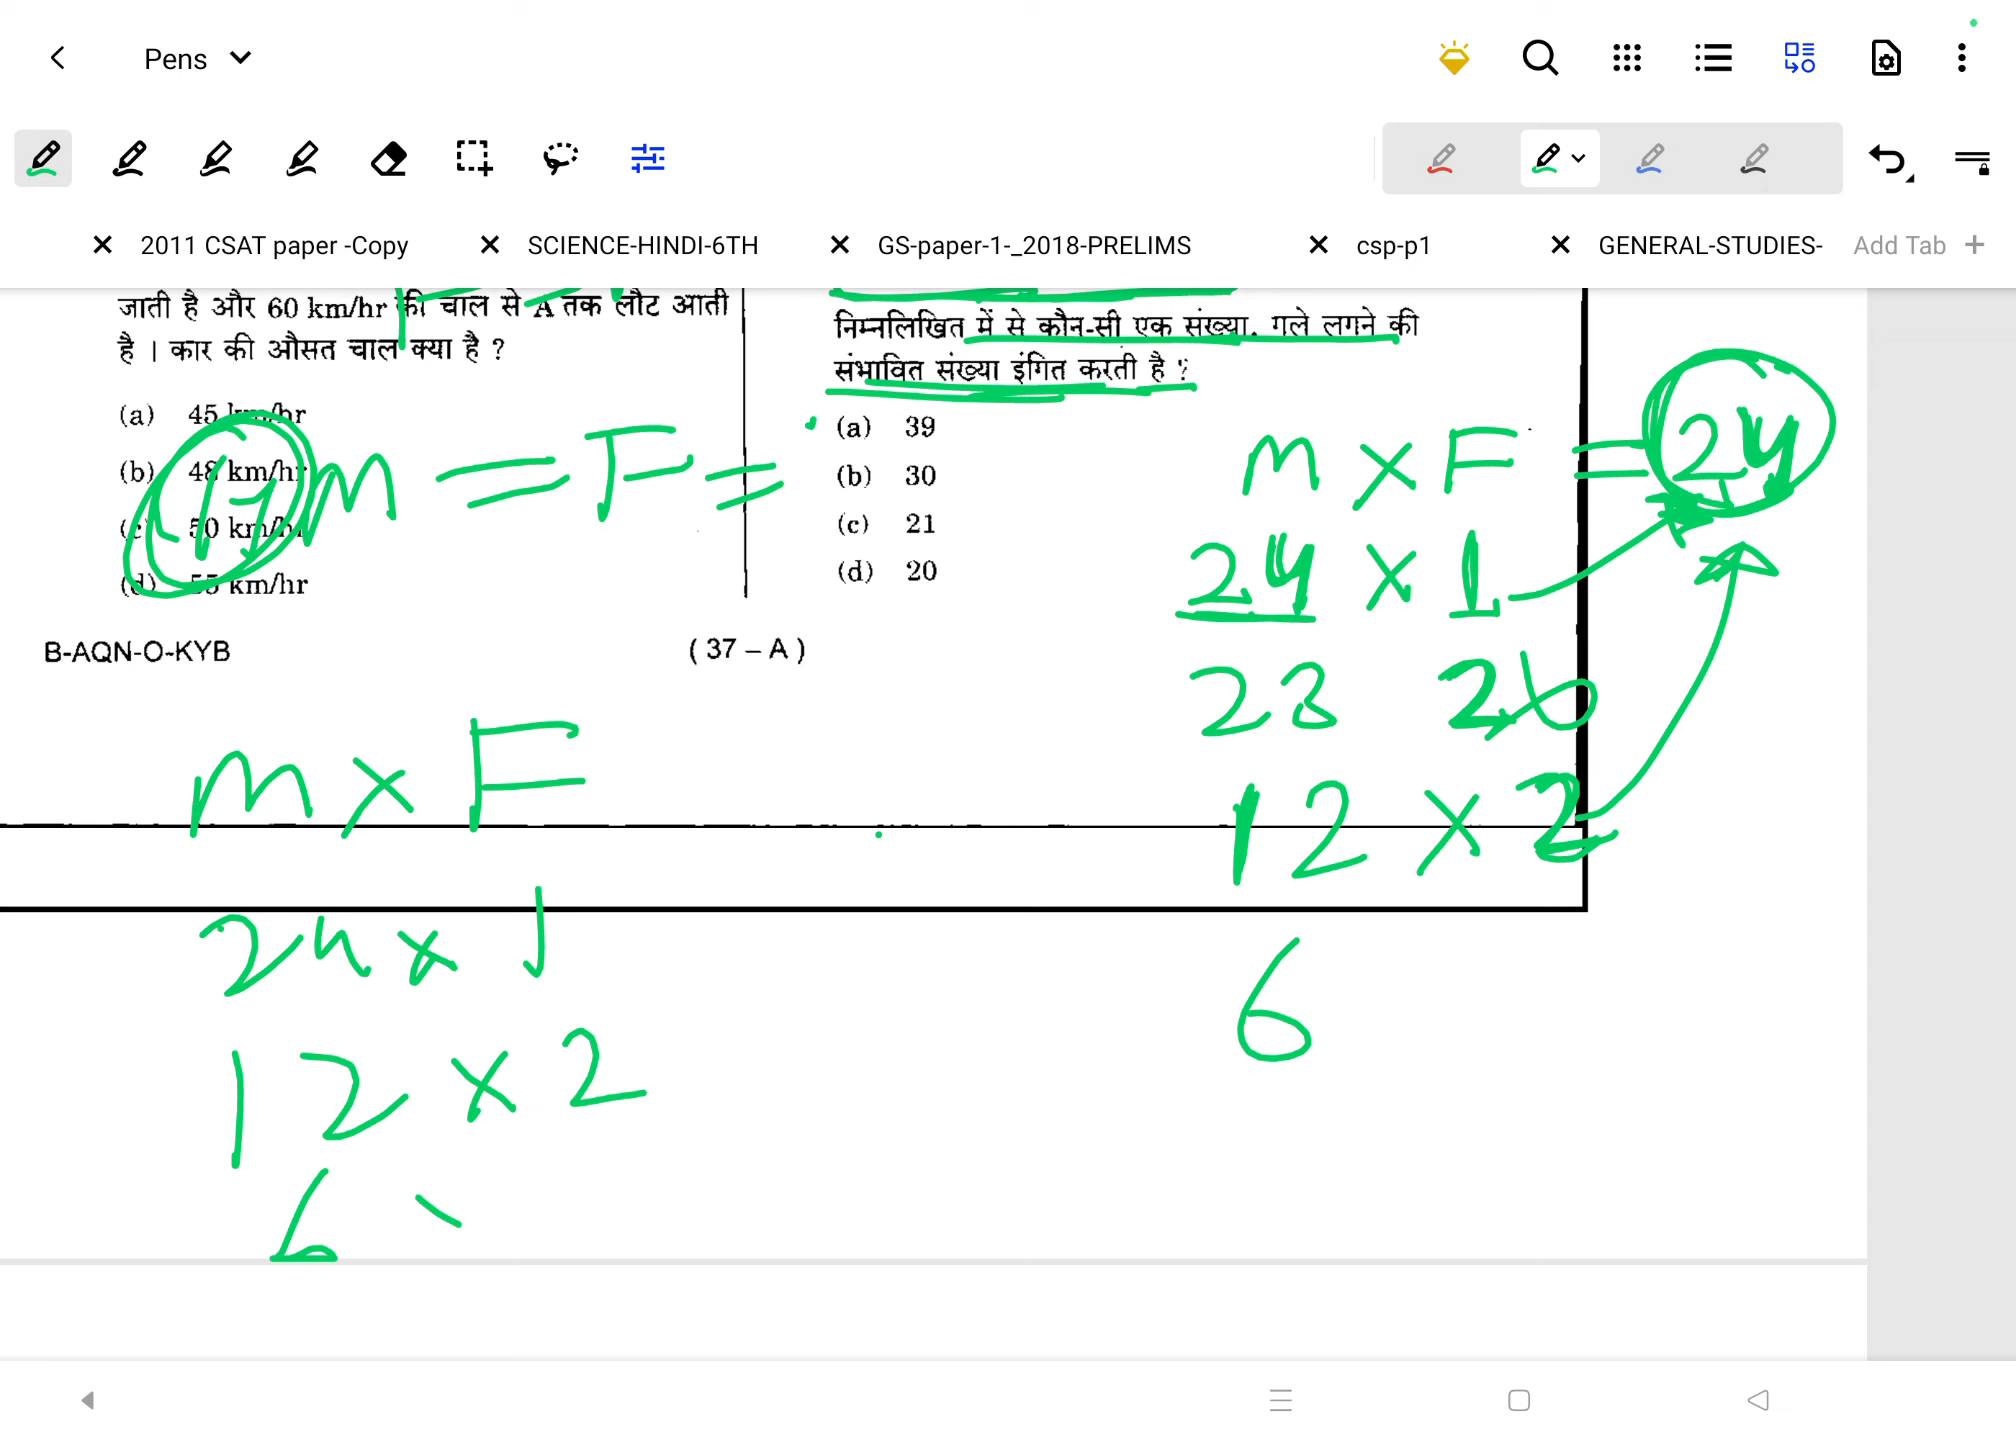 Pens
2011 CSAT paper -Copy
SCIENCE-HINDI-6TH
GS-paper-1-_2018-PRELIMS
csp-p1
GENERAL-STUDIES-
Add Tab +
जाती है और 60 km/hr की चाल से A तक लौट आती
है । कार की औसत चाल क्या है ?
(a) 45 km/hr
(b) 48 km/hr
(c) 50 km/hr
(d) 55 km/hr
17 m = F =
B-AQN-O-KYB
( 37 – A )
m × F
24 × 1
12 × 2
6
निम्नलिखित में से कौन-सी एक संख्या, गले लगने की
संभावित संख्या इंगित करती है ?
(a) 39
(b) 30
(c) 21
(d) 20
m × F = 24
24 × 1
23 26
12 × 2
6